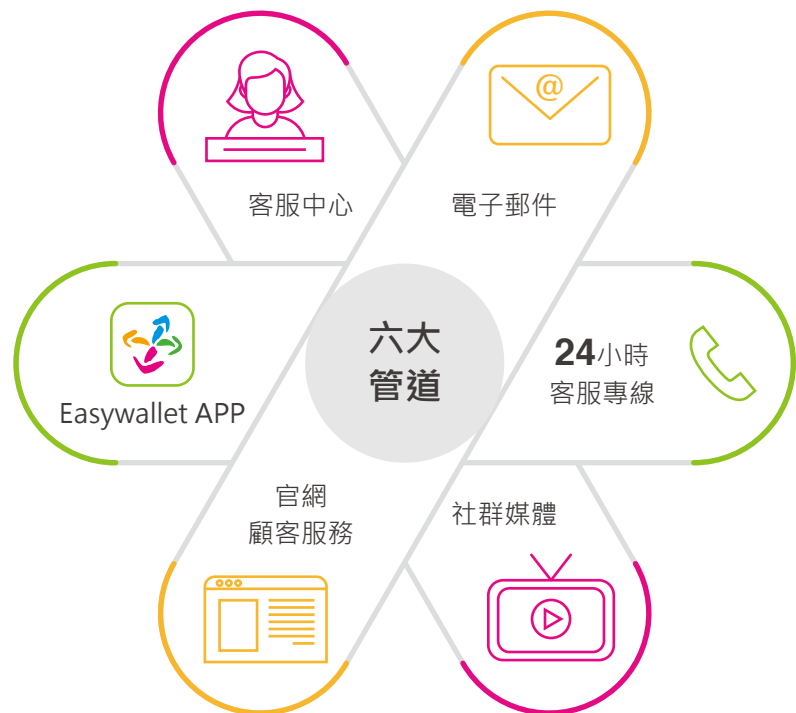 客服中心
@
電子郵件
Easywallet APP
六大
管道
24小時
客服專線
官網
顧客服務
社群媒體